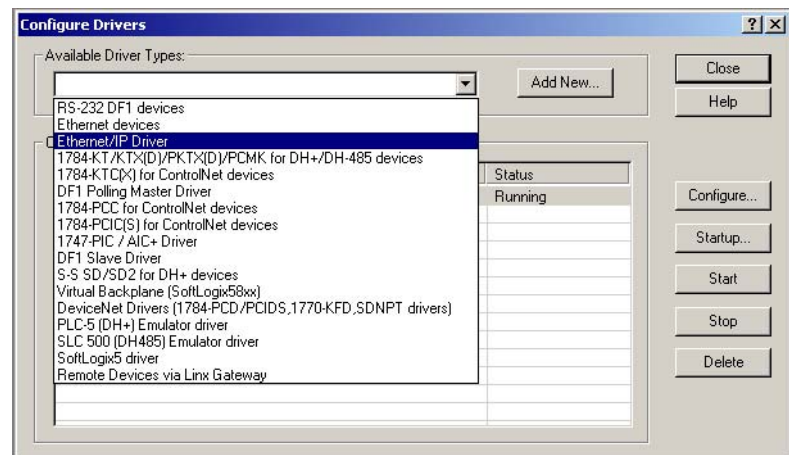 Configure Drivers
Available Driver Types:
Add New...
Close
Help
RS-232 DF1 devices
Ethernet devices
Ethernet/IP Driver
1784-KT/KTX(D)/PKTX(D)/PCMK for DH+/DH-485 devices
1784-KTC(X) for ControlNet devices
DF1 Polling Master Driver
1784-PCC for ControlNet devices
1784-PCIC(S) for ControlNet devices
1747-PIC / AIC+ Driver
DF1 Slave Driver
S-S SD/SD2 for DH+ devices
Virtual Backplane (SoftLogix58xx)
DeviceNet Drivers (1784-PCD/PCIDS,1770-KFD,SDNPT drivers)
PLC-5 (DH+) Emulator driver
SLC 500 (DH485) Emulator driver
SoftLogix5 driver
Remote Devices via Linx Gateway
Status
Running
Configure...
Startup...
Start
Stop
Delete